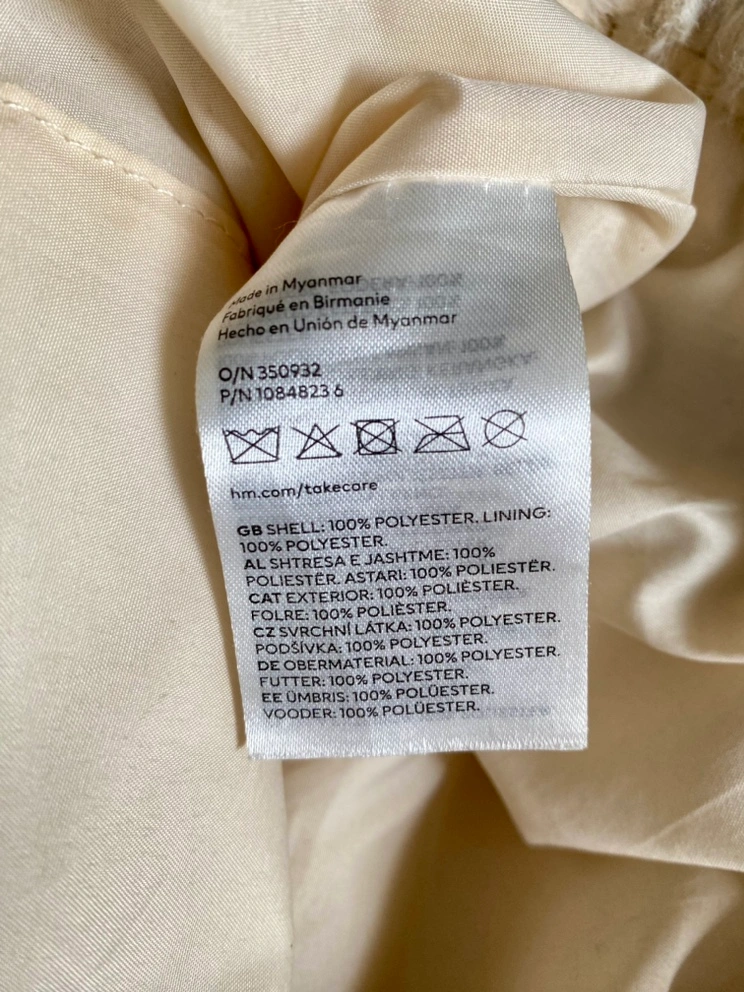 Made in Myanmar
Fabriqué en Birmanie
Hecho en Unión de Myanmar
O/N 350932
P/N 1084823 6
hm.com/takecare
GB SHELL: 100% POLYESTER. LINING:
100% POLYESTER.
AL SHTRESA E JASHTME: 100%
POLIESTËR. ASTARI: 100% POLIESTËR.
CAT EXTERIOR: 100% POLIÈSTER.
FOLRE: 100% POLIÈSTER.
CZ SVRCHNÍ LÁTKA: 100% POLYESTER.
PODŠÍVKA: 100% POLYESTER.
DE OBERMATERIAL: 100% POLYESTER.
FUTTER: 100% POLYESTER.
EE ÜMBRIS: 100% POLÜESTER.
VOODER: 100% POLÜESTER.